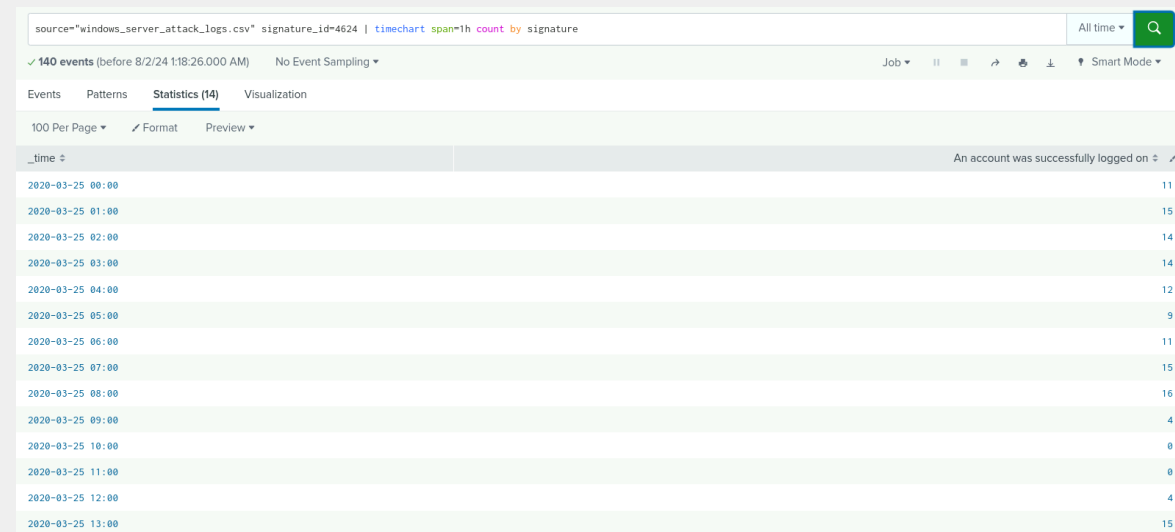 source="windows_server_attack_logs.csv" signature_id=4624 | timechart span=1h count by signature All time
140 events (before 8/2/24 1:18:26.000 AM) No Event Sampling Job Smart Mode
Events Patterns Statistics (14) Visualization
100 Per Page Format Preview
_time An account was successfully logged on
2020-03-25 00:00 11
2020-03-25 01:00 15
2020-03-25 02:00 14
2020-03-25 03:00 14
2020-03-25 04:00 12
2020-03-25 05:00 9
2020-03-25 06:00 11
2020-03-25 07:00 15
2020-03-25 08:00 16
2020-03-25 09:00 4
2020-03-25 10:00 0
2020-03-25 11:00 0
2020-03-25 12:00 4
2020-03-25 13:00 15